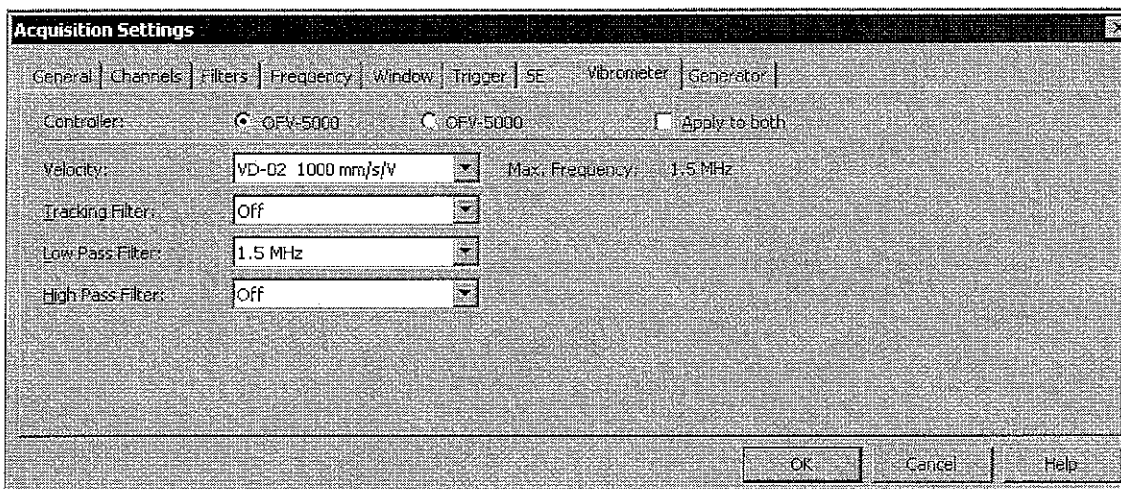 Acquisition Settings
General Channels Filters Frequency Window Trigger SE Vibrometer Generator
Controller: OFV-5000 OFV-5000 Apply to both
Velocity: VD-02 1000 mm/s/V Max. Frequency: 1.5 MHz
Tracking Filter: Off
Low Pass Filter: 1.5 MHz
High Pass Filter: Off
OK Cancel Help